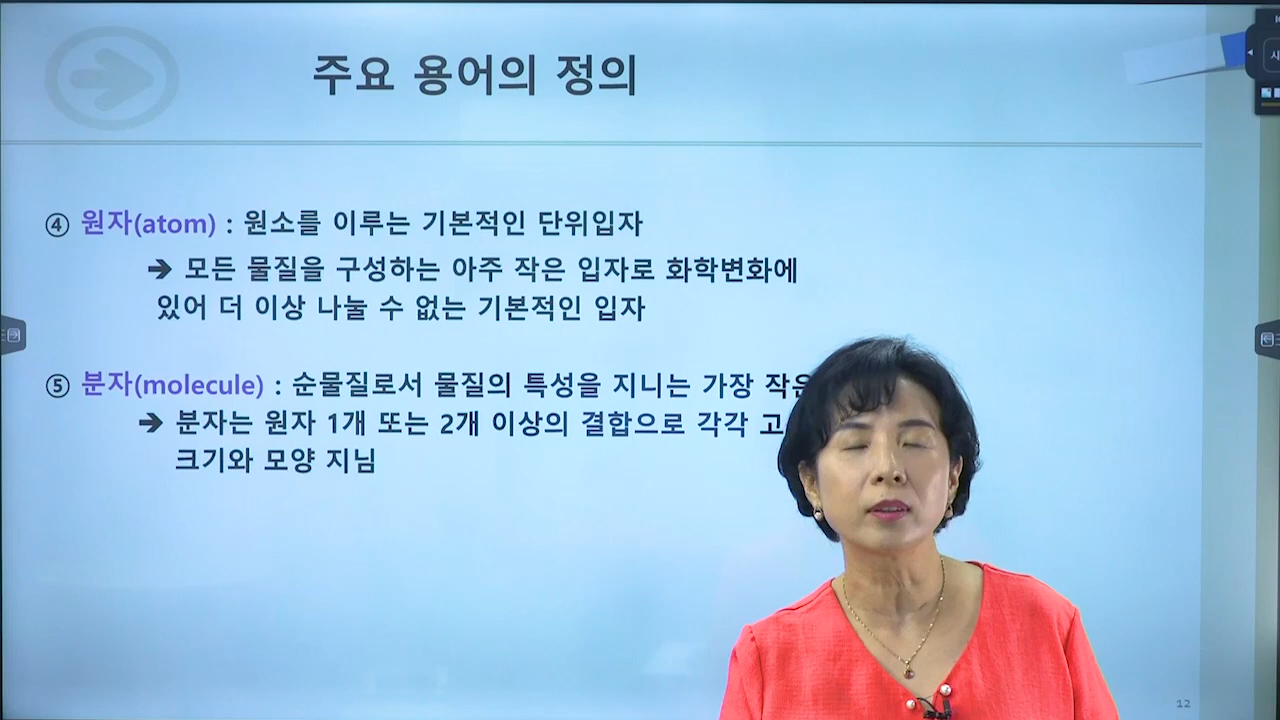 주요 용어의 정의
④ 원자(atom) : 원소를 이루는 기본적인 단위입자
➔ 모든 물질을 구성하는 아주 작은 입자로 화학변화에
있어 더 이상 나눌 수 없는 기본적인 입자
⑤ 분자(molecule) : 순물질로서 물질의 특성을 지니는 가장 작은
➔ 분자는 원자 1개 또는 2개 이상의 결합으로 각각
크기와 모양 지님
12